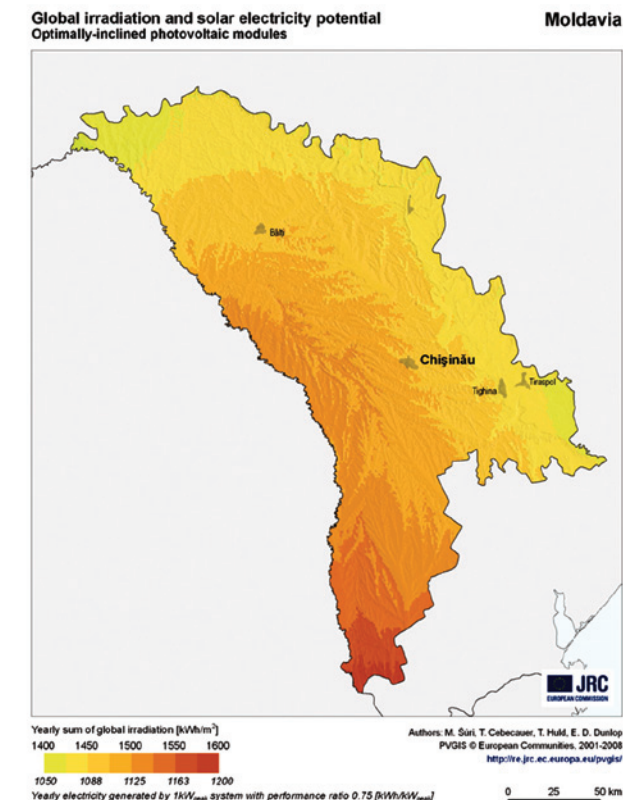 Global irradiation and solar electricity potential
Optimally-inclined photovoltaic modules
Moldavia
Bălţi
Chişinău
Tighina
Tiraspol
JRC
EUROPEAN COMMISSION
Yearly sum of global irradiation [kWh/m²]
1400 1450 1500 1550 1600
1050 1088 1125 1163 1200
Yearly electricity generated by 1kWpeak system with performance ratio 0.75 [kWh/kWpeak]
Authors: M. Šúri, T. Cebecauer, T. Huld, E. D. Dunlop
PVGIS © European Communities, 2001-2008
http://re.jrc.ec.europa.eu/pvgis/
0 25 50 km